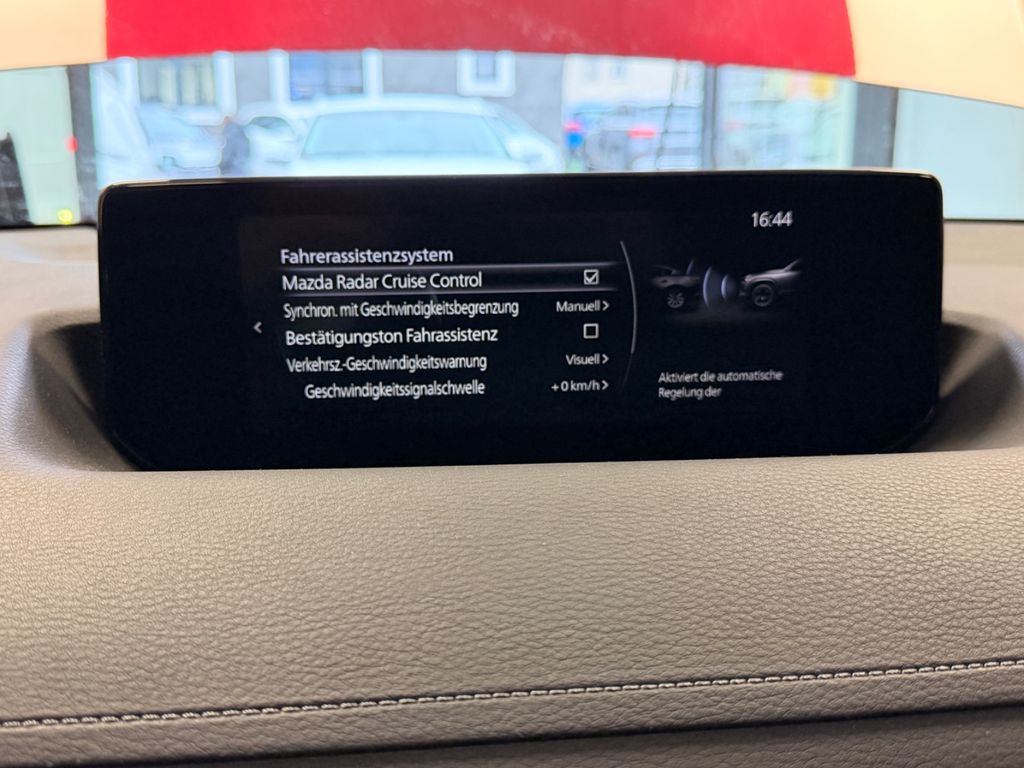 16:44
Fahrerassistenzsystem
Mazda Radar Cruise Control
Synchron. mit Geschwindigkeitsbegrenzung Manuell
Bestätigungston Fahrassistenz
Verkehrsz.-Geschwindigkeitswarnung Visuell
Geschwindigkeitssignalschwelle +0 km/h
Aktiviert die automatische
Regelung der